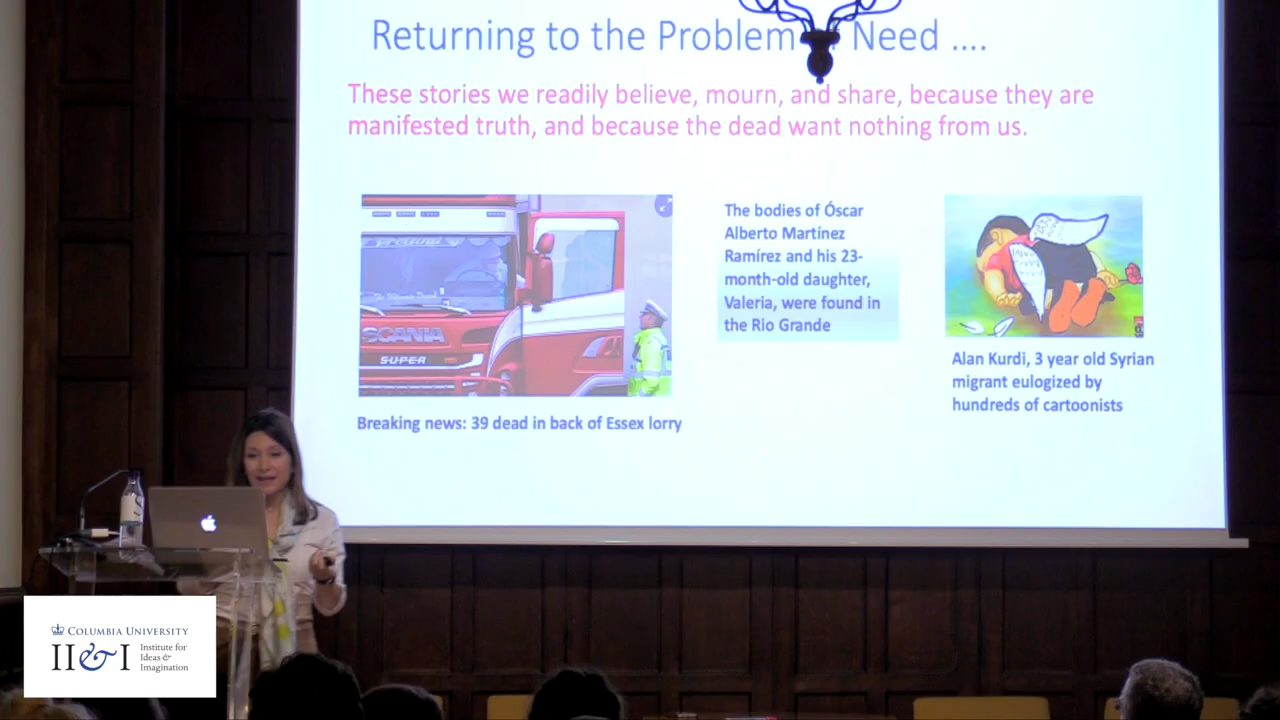 Returning to the Problem Need ....
These stories we readily believe, mourn, and share, because they are
manifested truth, and because the dead want nothing from us.
SCANIA
SUPER
Breaking news: 39 dead in back of Essex lorry
The bodies of Óscar
Alberto Martínez
Ramírez and his 23-
month-old daughter,
Valeria, were found in
the Rio Grande
Alan Kurdi, 3 year old Syrian
migrant eulogized by
hundreds of cartoonists
COLUMBIA UNIVERSITY
II&I
Institute for
Ideas &
Imagination